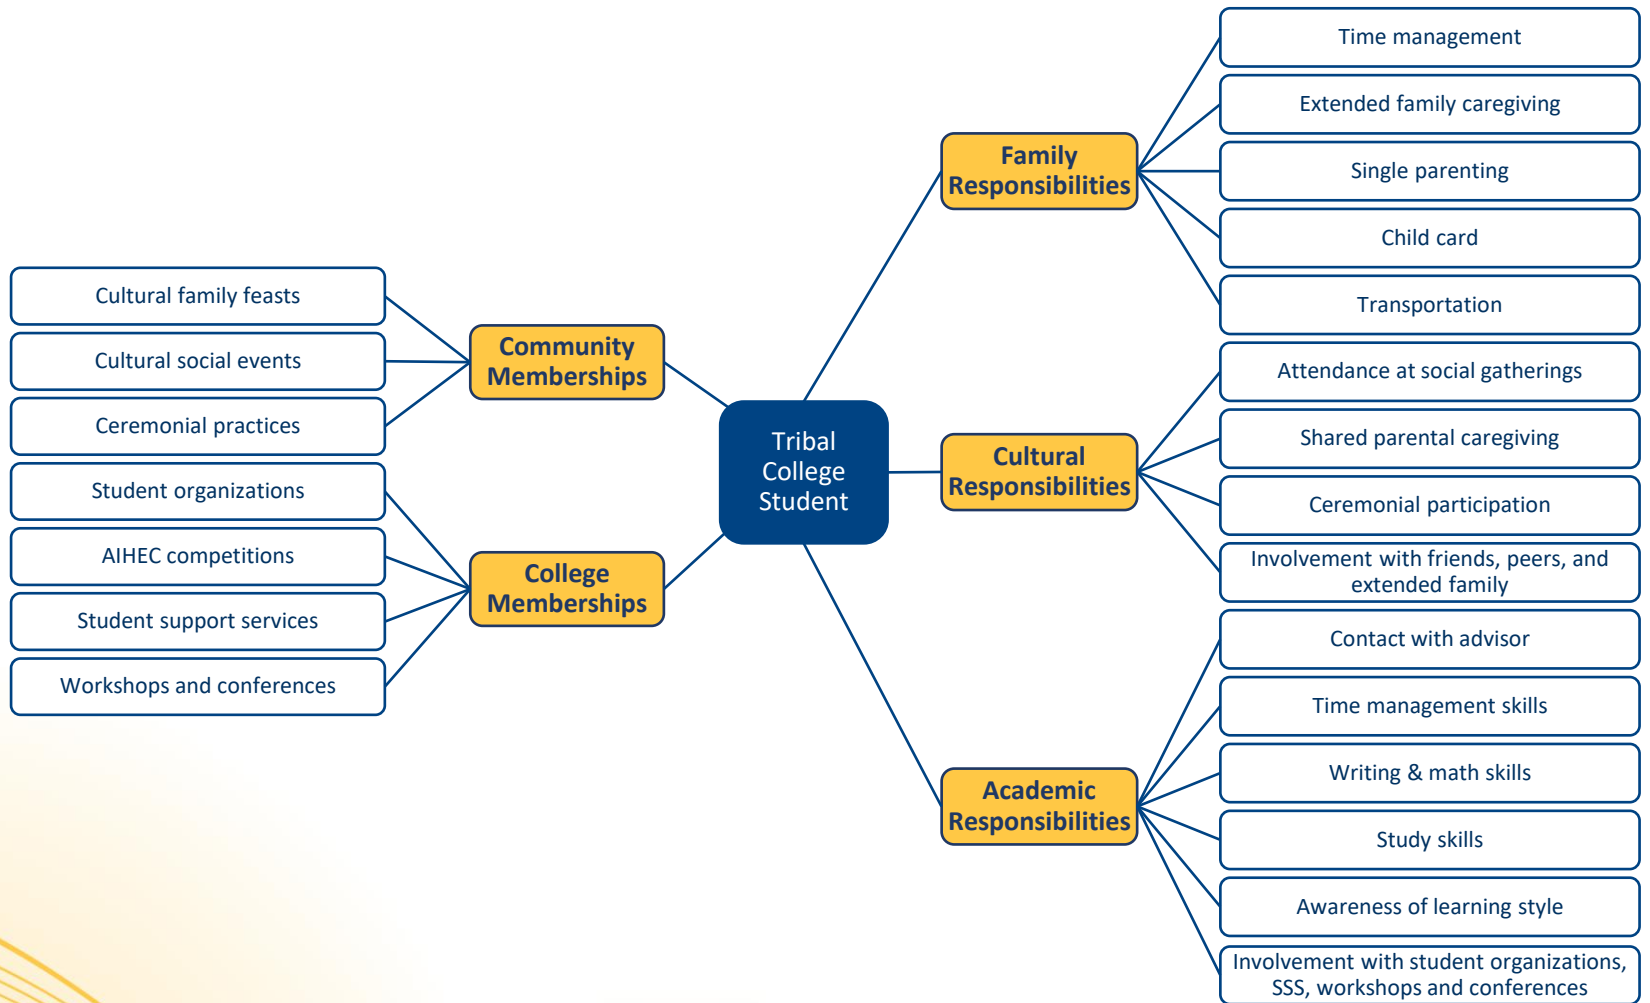 Cultural family feasts
Cultural social events
Ceremonial practices
Student organizations
AIHEC competitions
Student support services
Workshops and conferences
Community
Memberships
College
Memberships
Tribal
College
Student
Family
Responsibilities
Cultural
Responsibilities
Academic
Responsibilities
Time management
Extended family caregiving
Single parenting
Child card
Transportation
Attendance at social gatherings
Shared parental caregiving
Ceremonial participation
Involvement with friends, peers, and
extended family
Contact with advisor
Time management skills
Writing & math skills
Study skills
Awareness of learning style
Involvement with student organizations,
SSS, workshops and conferences